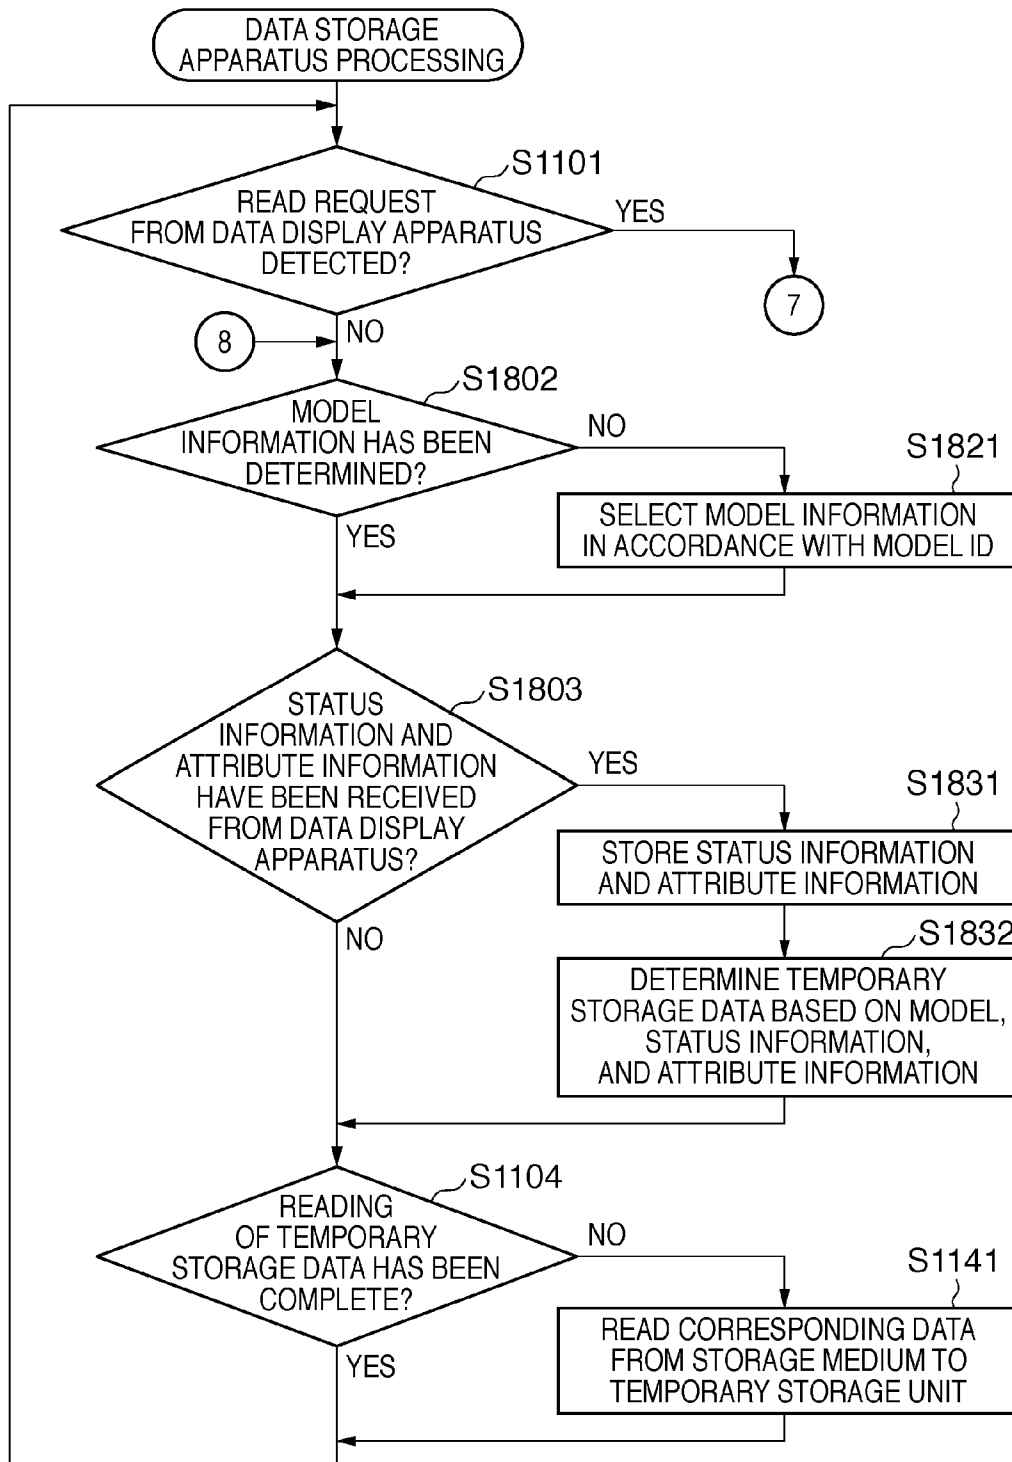 DATA STORAGE
APPARATUS PROCESSING
S1101
READ REQUEST
FROM DATA DISPLAY APPARATUS
DETECTED?
YES
7
NO
8
S1802
MODEL
INFORMATION HAS BEEN
DETERMINED?
NO
S1821
SELECT MODEL INFORMATION
IN ACCORDANCE WITH MODEL ID
YES
S1803
STATUS
INFORMATION AND
ATTRIBUTE INFORMATION
HAVE BEEN RECEIVED
FROM DATA DISPLAY
APPARATUS?
YES
S1831
STORE STATUS INFORMATION
AND ATTRIBUTE INFORMATION
NO
S1832
DETERMINE TEMPORARY
STORAGE DATA BASED ON MODEL,
STATUS INFORMATION,
AND ATTRIBUTE INFORMATION
S1104
READING
OF TEMPORARY
STORAGE DATA HAS BEEN
COMPLETE?
NO
S1141
READ CORRESPONDING DATA
FROM STORAGE MEDIUM TO
TEMPORARY STORAGE UNIT
YES